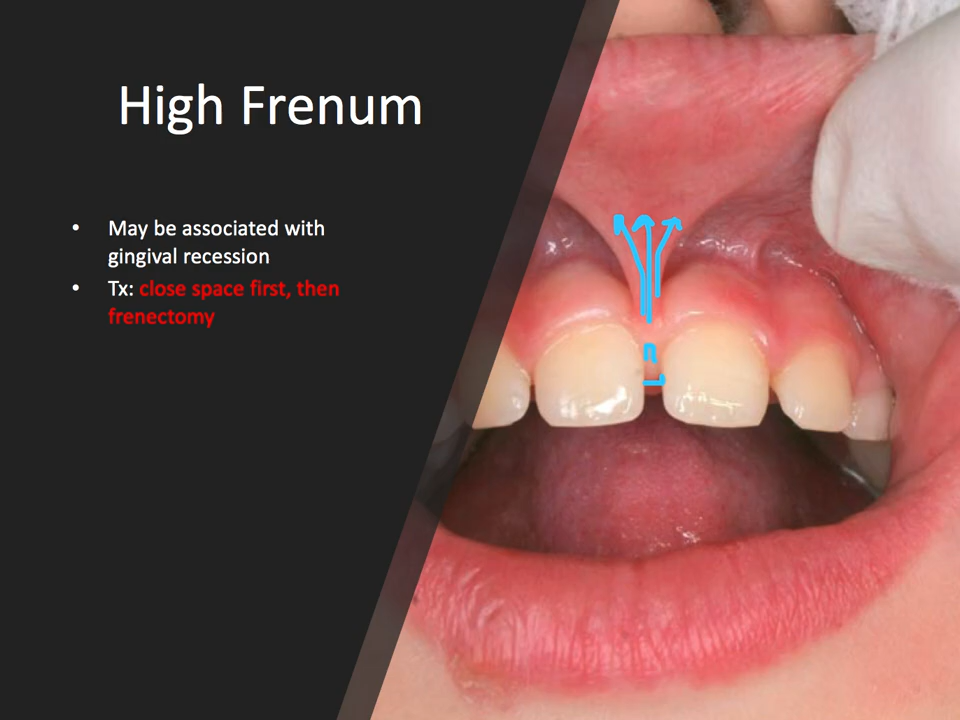 High Frenum
• May be associated with
gingival recession
• Tx: close space first, then
frenectomy